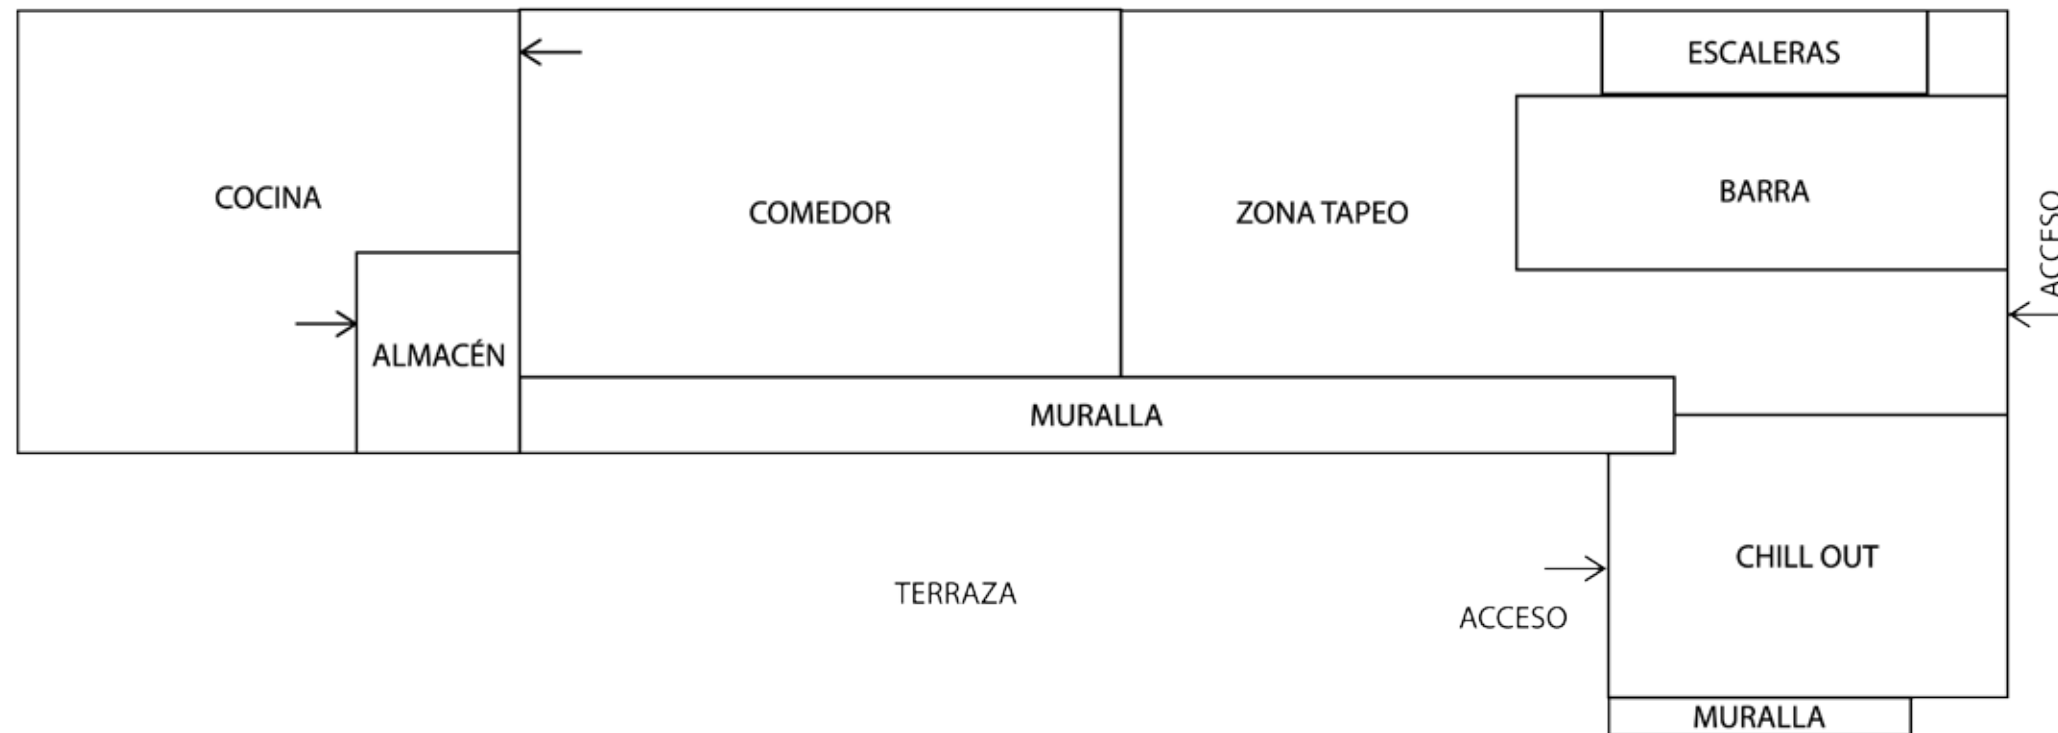 ESCALERAS
COCINA
COMEDOR
ZONA TAPEO
BARRA
ACCESO
ALMACÉN
MURALLA
CHILL OUT
TERRAZA
ACCESO
MURALLA